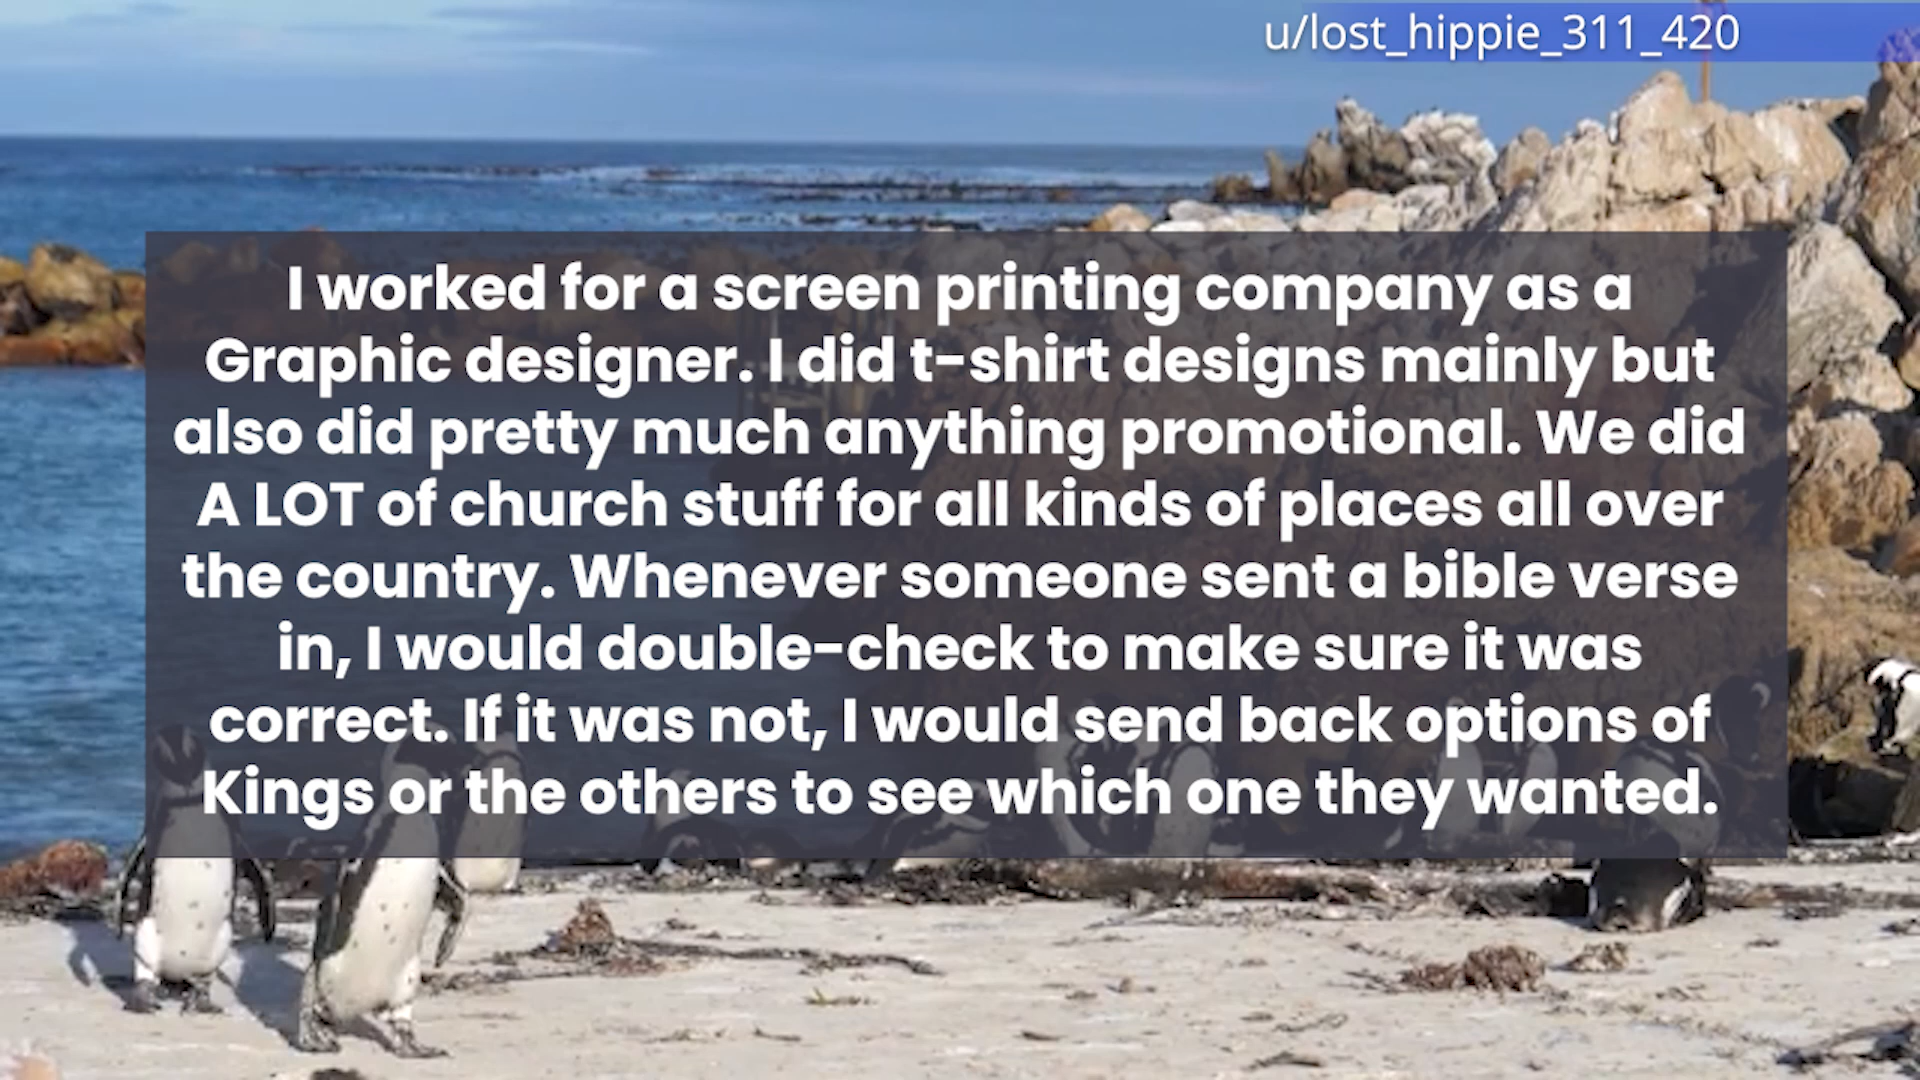 u/lost_hippie_311_420
I worked for a screen printing company as a
Graphic designer. I did t-shirt designs mainly but
also did pretty much anything promotional. We did
A LOT of church stuff for all kinds of places all over
the country. Whenever someone sent a bible verse
in, I would double-check to make sure it was
correct. If it was not, I would send back options of
Kings or the others to see which one they wanted.